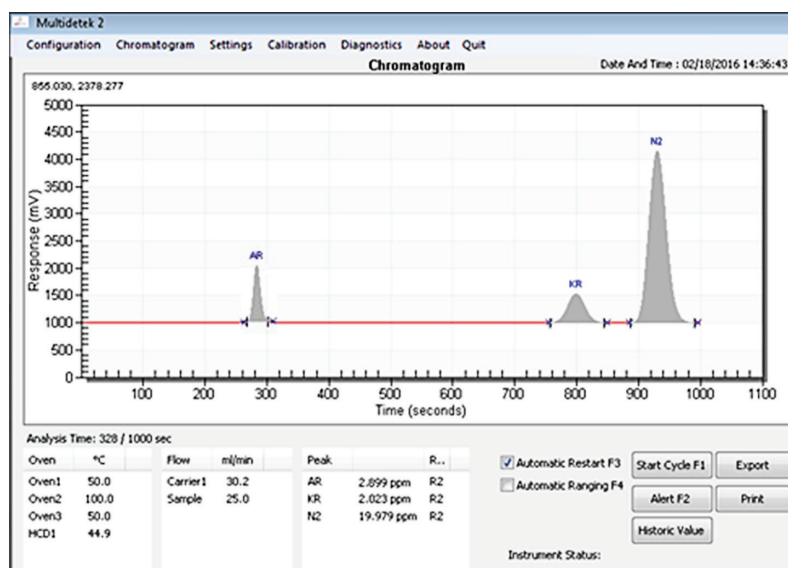 Multidetek 2
Configuration Chromatogram Settings Calibration Diagnostics About Quit
Chromatogram Date And Time : 02/18/2016 14:36:43
855.030, 2378.277
5000
4500
4000
3500
3000
2500
2000
1500
1000
500
0
Response (mV)
AR
KR
N2
100 200 300 400 500 600 700 800 900 1000 1100
Time (seconds)
Analysis Time: 328 / 1000 sec
Oven °C
Oven1 50.0
Oven2 100.0
Oven3 50.0
HCD1 44.9
Flow ml/min
Carrier1 30.2
Sample 25.0
Peak R..
AR 2.899 ppm R2
KR 2.023 ppm R2
N2 19.979 ppm R2
Automatic Restart F3
Automatic Ranging F4
Start Cycle F1 Export
Alert F2 Print
Historic Value
Instrument Status: